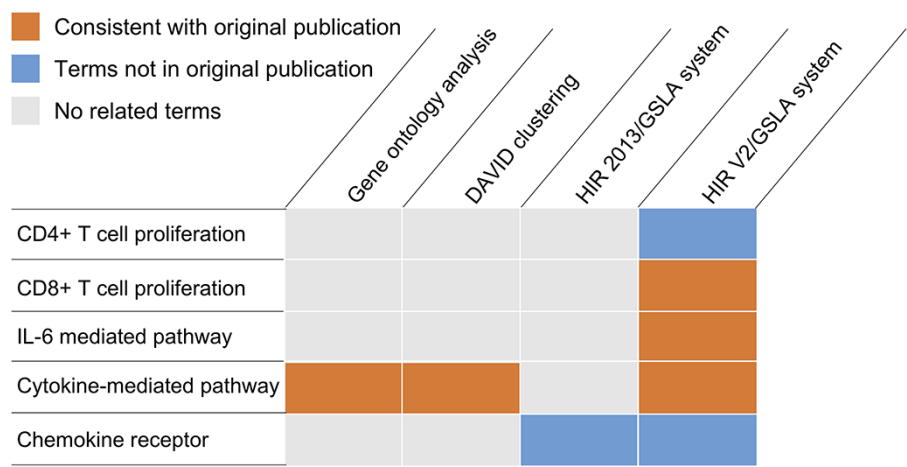 Consistent with original publication
Terms not in original publication
No related terms
Gene ontology analysis
DAVID clustering
HIR 2013/GSLA system
HIR V2/GSLA system
CD4+ T cell proliferation
CD8+ T cell proliferation
IL-6 mediated pathway
Cytokine-mediated pathway
Chemokine receptor